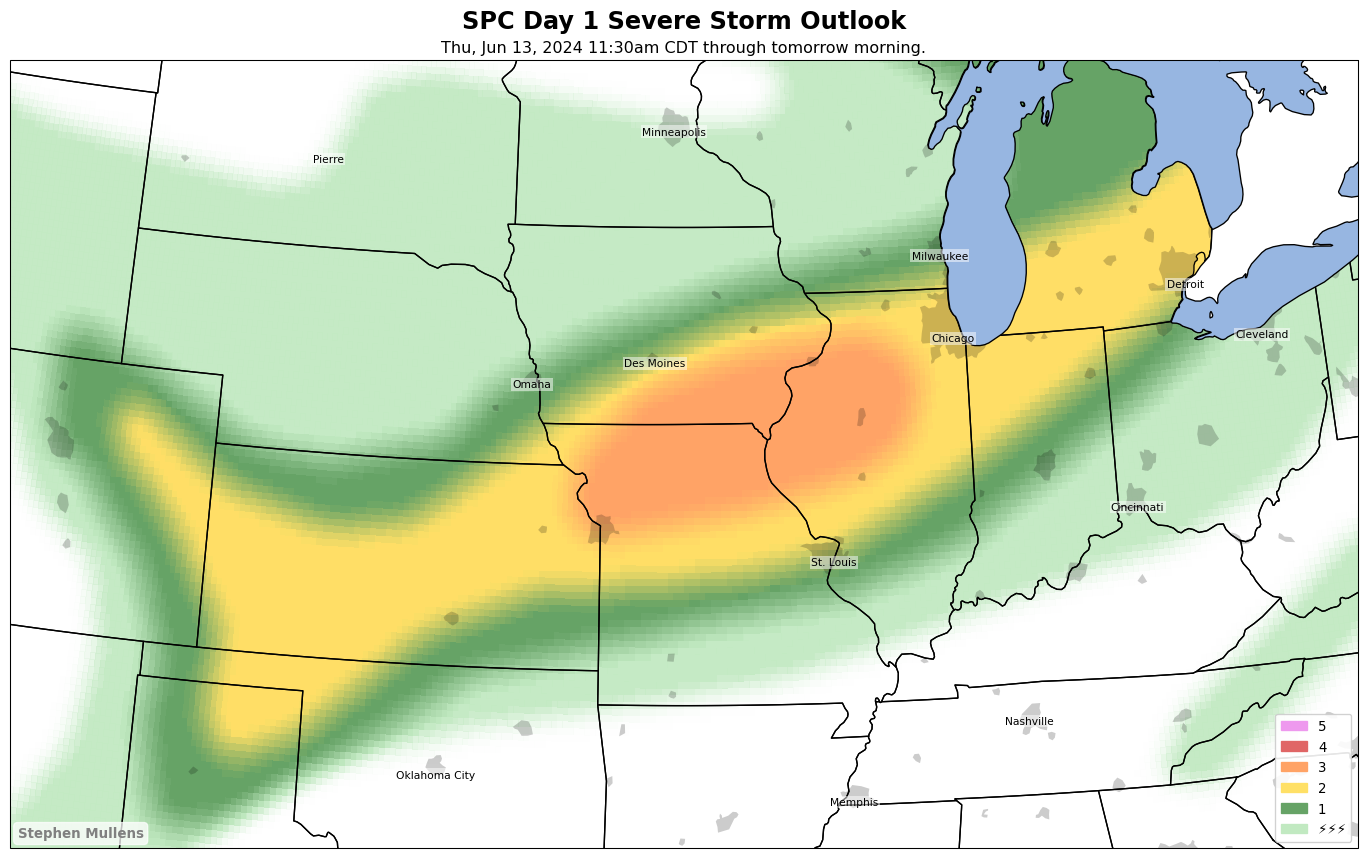 SPC Day 1 Severe Storm Outlook
Thu, Jun 13, 2024 11:30am CDT through tomorrow morning.
Minneapolis
Pierre
Milwaukee
Detroit
Cleveland
Chicago
Des Moines
Omaha
Cincinnati
St. Louis
Nashville
Oklahoma City
Memphis
5
4
3
2
1
⚡⚡⚡
Stephen Mullens